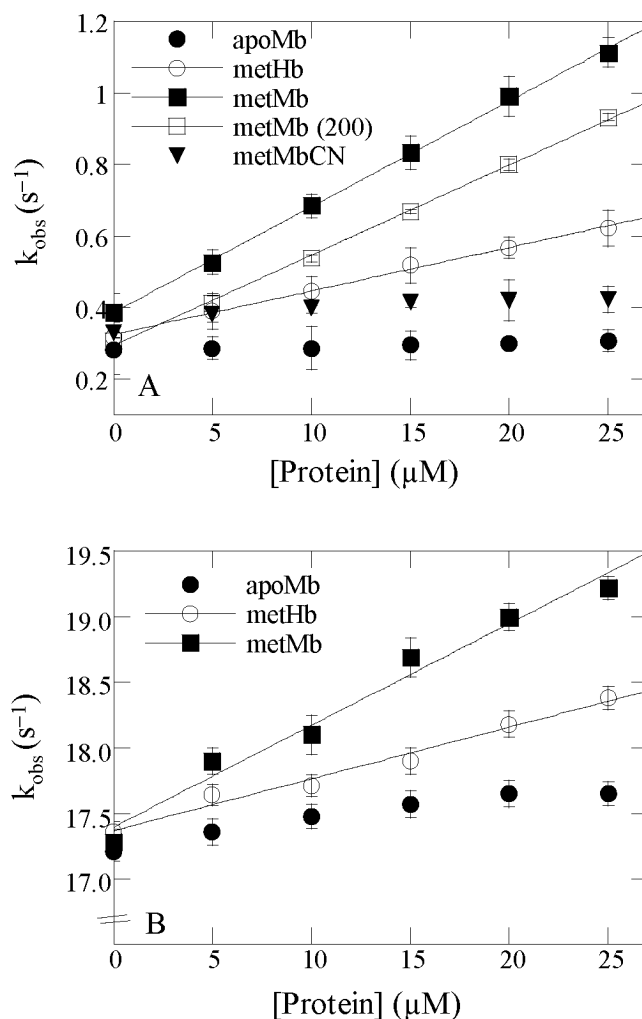 1.2
1
0.8
0.6
0.4
0.2
k_obs (s⁻¹)
apoMb
metHb
metMb
metMb (200)
metMbCN
A
0 5 10 15 20 25
[Protein] (µM)
19.5
19.0
18.5
18.0
17.5
17.0
k_obs (s⁻¹)
apoMb
metHb
metMb
B
0 5 10 15 20 25
[Protein] (µM)